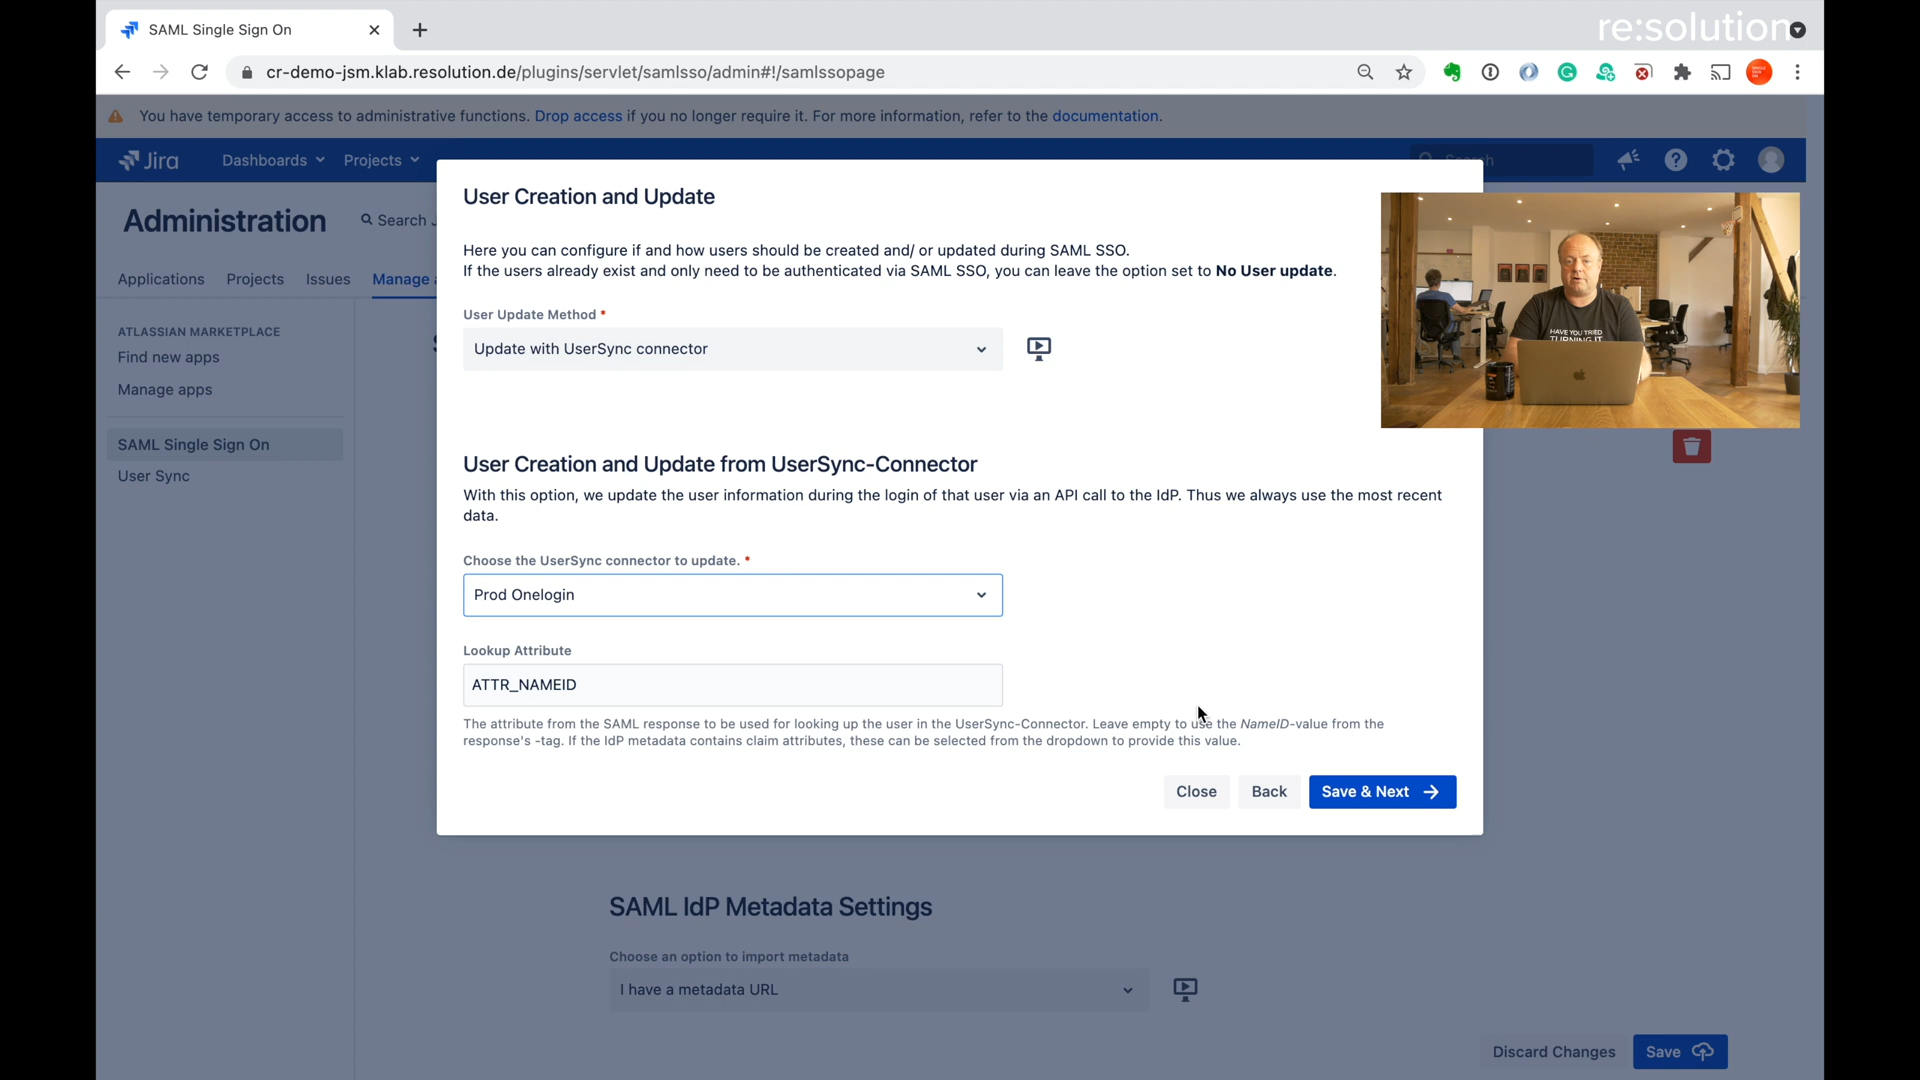 SAML Single Sign On
re:solution
cr-demo-jsm.klab.resolution.de/plugins/servlet/samlsso/admin#!/samlssopage
You have temporary access to administrative functions. Drop access if you no longer require it. For more information, refer to the documentation.
Jira
Dashboards
Projects
Search
Administration
Search
Applications
Projects
Issues
Manage
ATLASSIAN MARKETPLACE
Find new apps
Manage apps
SAML Single Sign On
User Sync
User Creation and Update
Here you can configure if and how users should be created and/ or updated during SAML SSO.
If the users already exist and only need to be authenticated via SAML SSO, you can leave the option set to No User update.
User Update Method *
Update with UserSync connector
HAVE YOU TRIED
TURNING IT
User Creation and Update from UserSync-Connector
With this option, we update the user information during the login of that user via an API call to the IdP. Thus we always use the most recent
data.
Choose the UserSync connector to update. *
Prod Onelogin
Lookup Attribute
ATTR_NAMEID
The attribute from the SAML response to be used for looking up the user in the UserSync-Connector. Leave empty to use the NameID-value from the
response's -tag. If the IdP metadata contains claim attributes, these can be selected from the dropdown to provide this value.
Close
Back
Save & Next
SAML IdP Metadata Settings
Choose an option to import metadata
I have a metadata URL
Discard Changes
Save